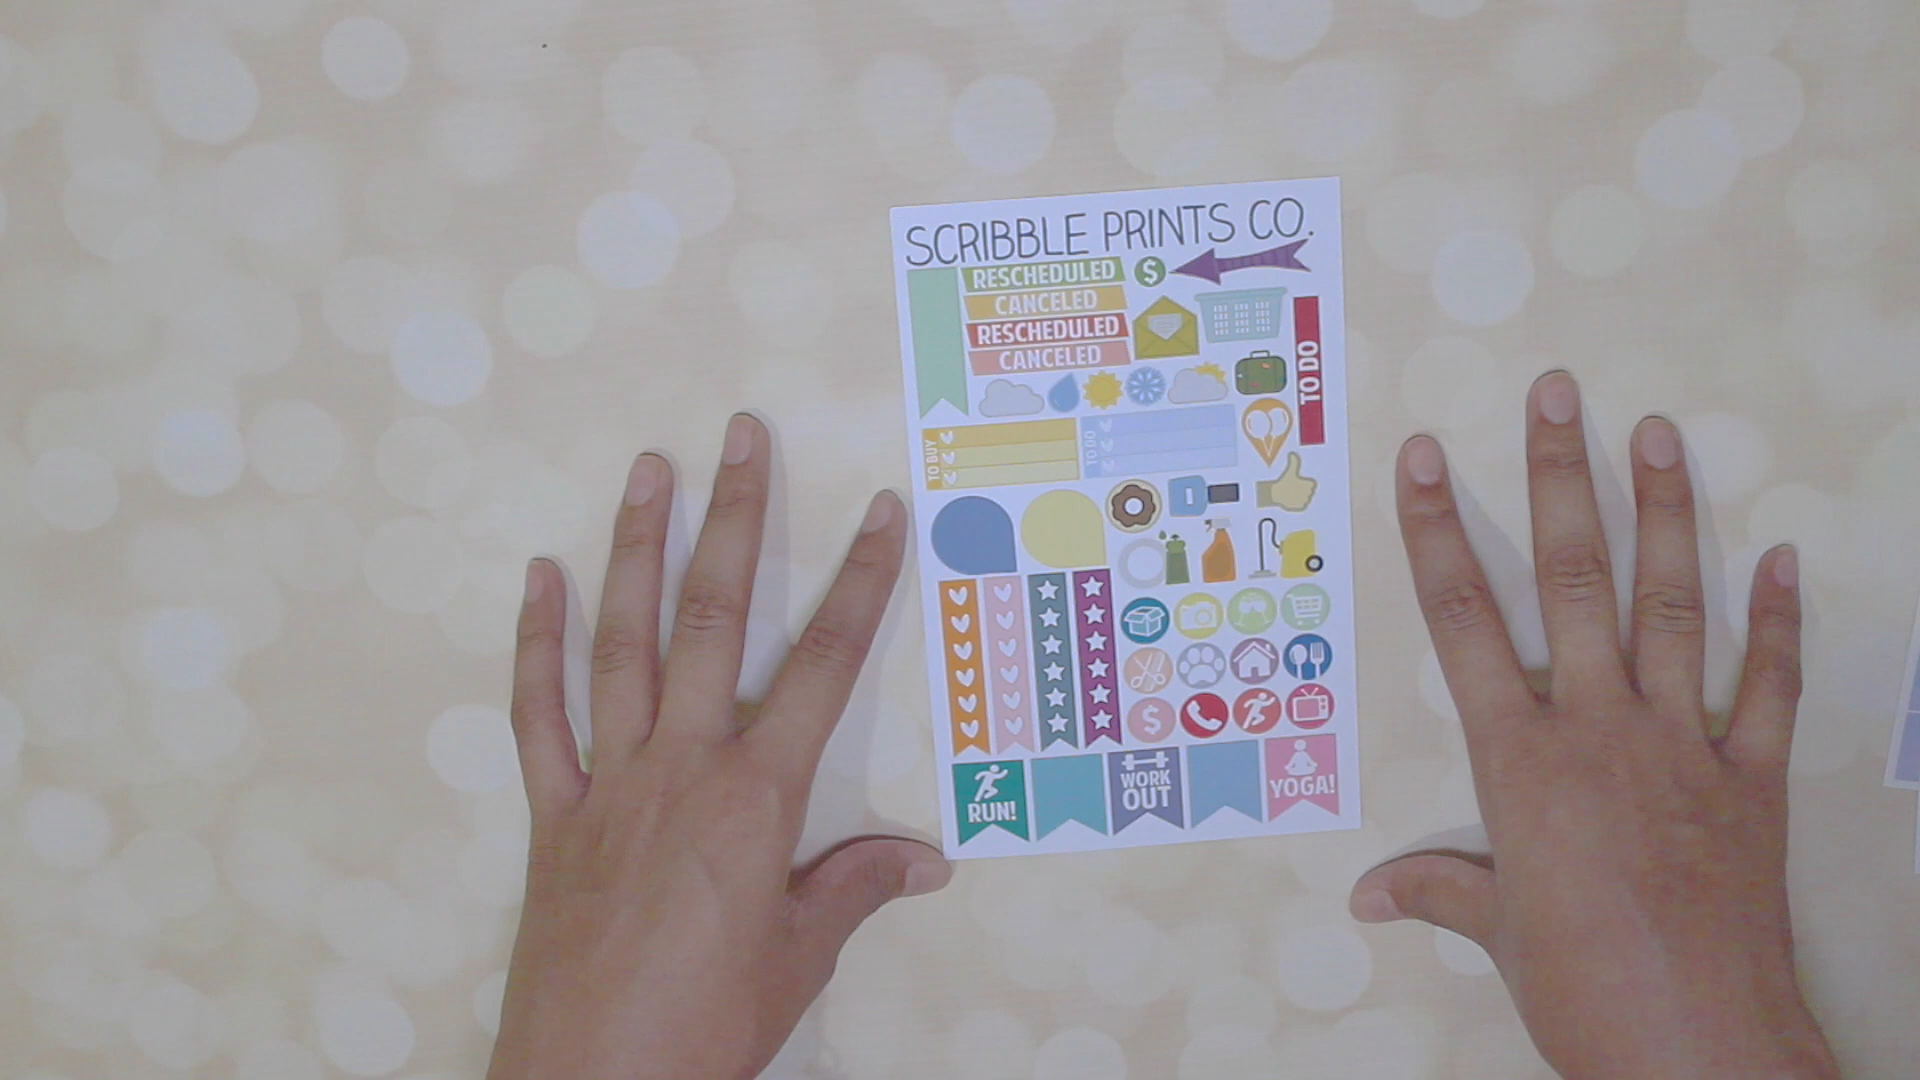 SCRIBBLE PRINTS CO.
RESCHEDULED
$
CANCELED
RESCHEDULED
CANCELED
TO DO
TO BUY
TO DO
$
RUN!
WORK
OUT
YOGA!